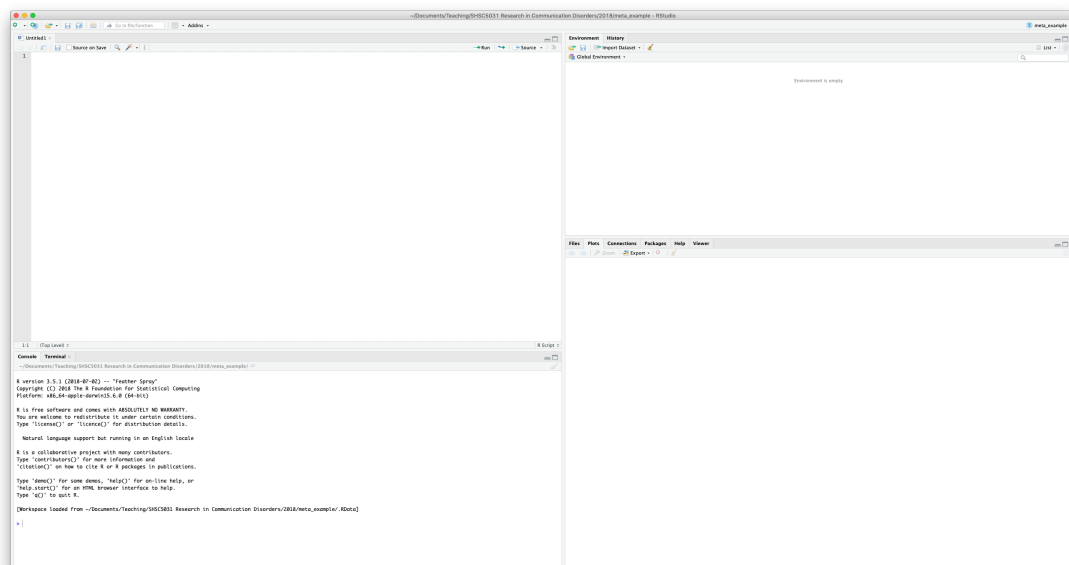 ~/Documents/Teaching/SHSC5031 Research in Communication Disorders/2018/meta_example - RStudio
Go to file/function Addins
meta_example
Untitled1
Source on Save Run Source
1
1:1 (Top Level) R Script
Console Terminal
~/Documents/Teaching/SHSC5031 Research in Communication Disorders/2018/meta_example/
R version 3.5.1 (2018-07-02) -- "Feather Spray"
Copyright (C) 2018 The R Foundation for Statistical Computing
Platform: x86_64-apple-darwin15.6.0 (64-bit)
R is free software and comes with ABSOLUTELY NO WARRANTY.
You are welcome to redistribute it under certain conditions.
Type 'license()' or 'licence()' for distribution details.
Natural language support but running in an English locale
R is a collaborative project with many contributors.
Type 'contributors()' for more information and
'citation()' on how to cite R or R packages in publications.
Type 'demo()' for some demos, 'help()' for on-line help, or
'help.start()' for an HTML browser interface to help.
Type 'q()' to quit R.
[Workspace loaded from ~/Documents/Teaching/SHSC5031 Research in Communication Disorders/2018/meta_example/.RData]
>
Environment History
Import Dataset List
Global Environment
Environment is empty
Files Plots Connections Packages Help Viewer
Zoom Export